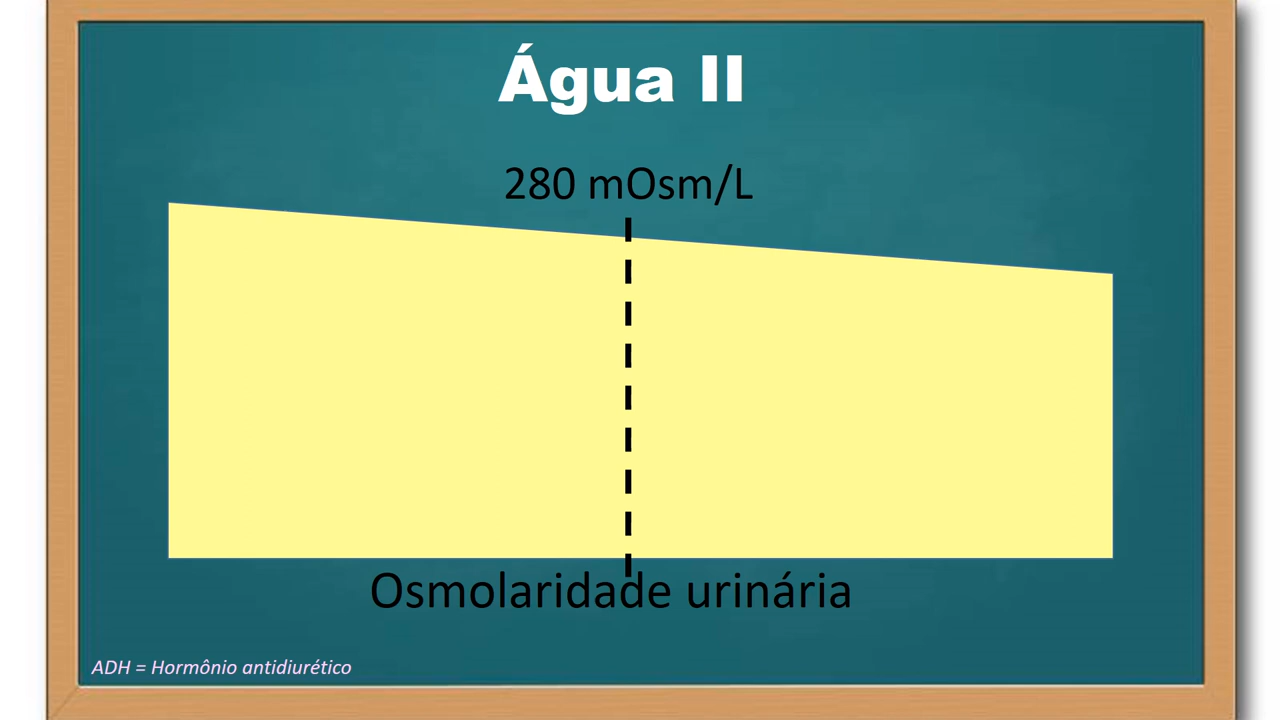 Água II
280 mOsm/L
Osmolaridade urinária
ADH = Hormônio antidiurético